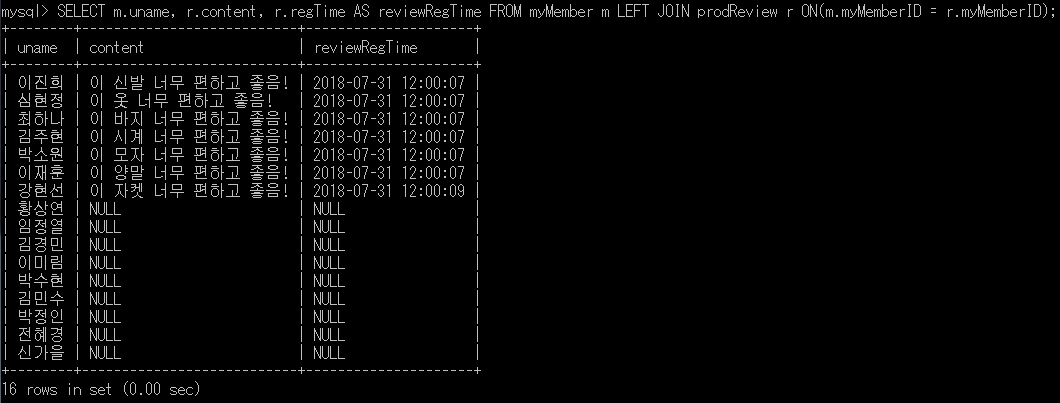 mysql> SELECT m.uname, r.content, r.regTime AS reviewRegTime FROM myMember m LEFT JOIN prodReview r ON(m.myMemberID = r.myMemberID);
+--------+-------------------------+---------------------+
| uname | content | reviewRegTime |
+--------+-------------------------+---------------------+
| 이진희 | 이 신발 너무 편하고 좋음! | 2018-07-31 12:00:07 |
| 심현정 | 이 옷 너무 편하고 좋음! | 2018-07-31 12:00:07 |
| 최하나 | 이 바지 너무 편하고 좋음! | 2018-07-31 12:00:07 |
| 김주현 | 이 시계 너무 편하고 좋음! | 2018-07-31 12:00:07 |
| 박소원 | 이 모자 너무 편하고 좋음! | 2018-07-31 12:00:07 |
| 이재훈 | 이 양말 너무 편하고 좋음! | 2018-07-31 12:00:07 |
| 강현선 | 이 자켓 너무 편하고 좋음! | 2018-07-31 12:00:09 |
| 황상연 | NULL | NULL |
| 임정열 | NULL | NULL |
| 김경민 | NULL | NULL |
| 이미림 | NULL | NULL |
| 박수현 | NULL | NULL |
| 김민수 | NULL | NULL |
| 박정인 | NULL | NULL |
| 전혜경 | NULL | NULL |
| 신가을 | NULL | NULL |
+--------+-------------------------+---------------------+
16 rows in set (0.00 sec)